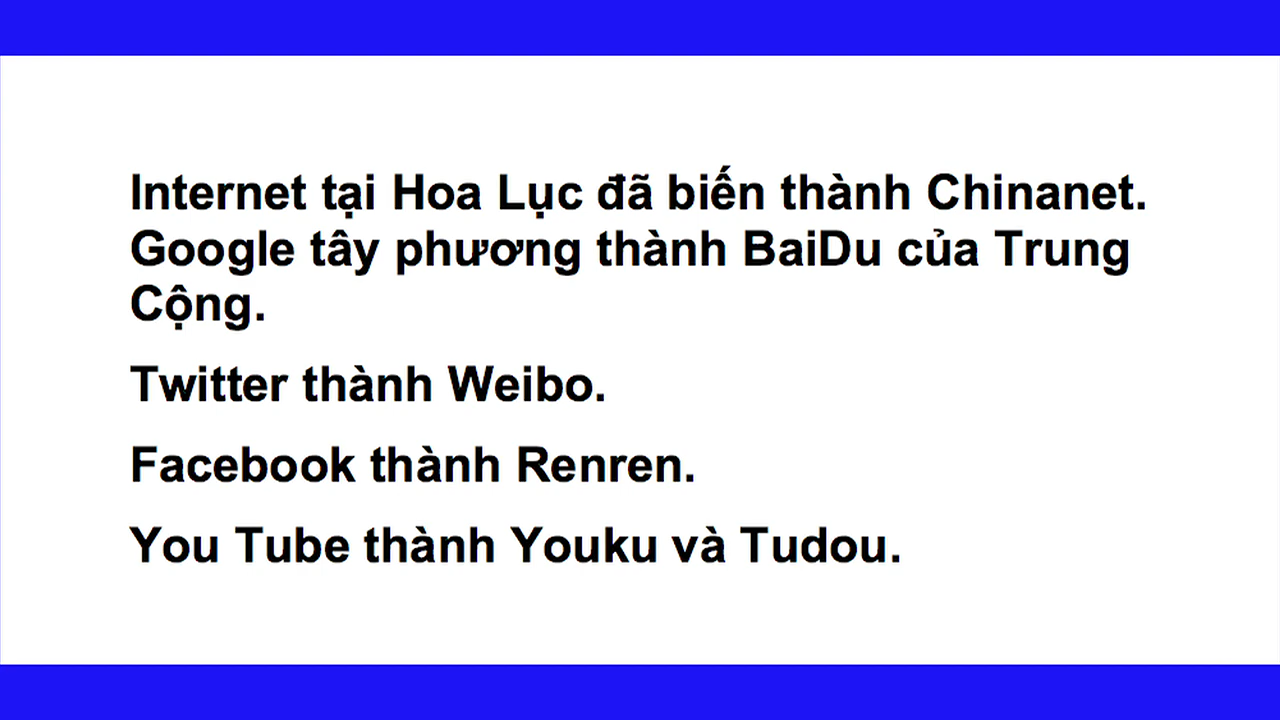 Internet tại Hoa Lục đã biến thành Chinanet.
Google tây phương thành BaiDu của Trung
Cộng.
Twitter thành Weibo.
Facebook thành Renren.
You Tube thành Youku và Tudou.